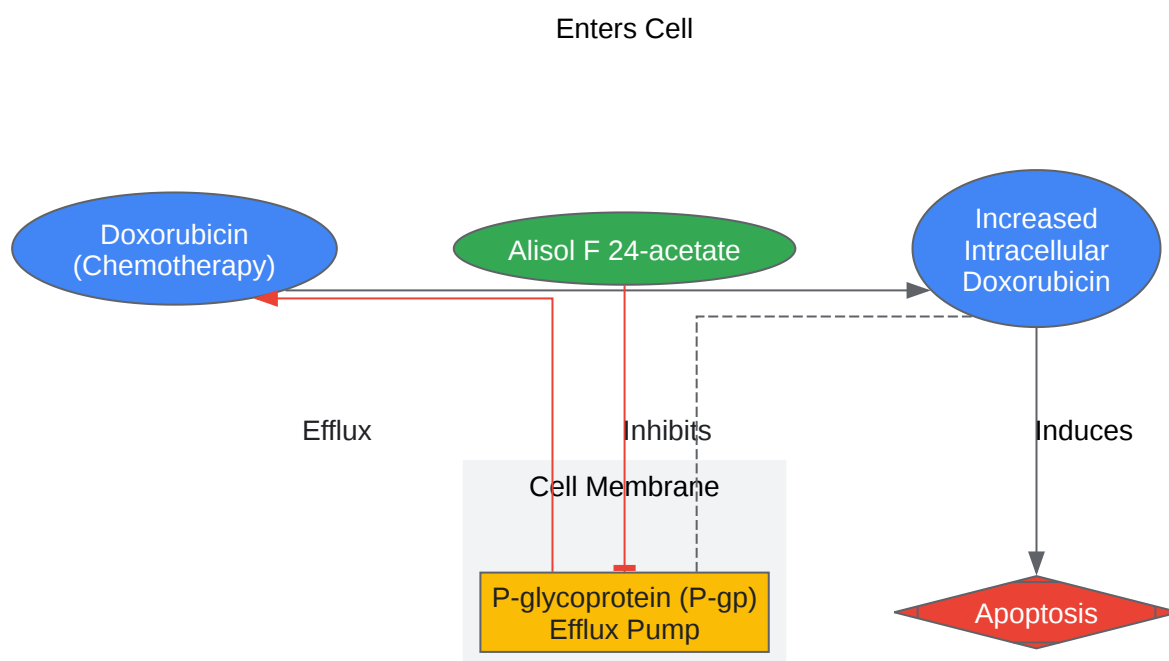 Enters Cell
Doxorubicin
(Chemotherapy)
Alisol F 24-acetate
Increased
Intracellular
Doxorubicin
Efflux
Inhibits
Induces
Cell Membrane
P-glycoprotein (P-gp)
Efflux Pump
Apoptosis